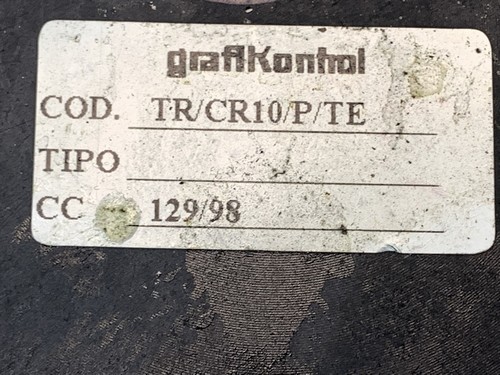 grafikontrol
COD. TR/CR10/P/TE
TIPO
CC 129/98